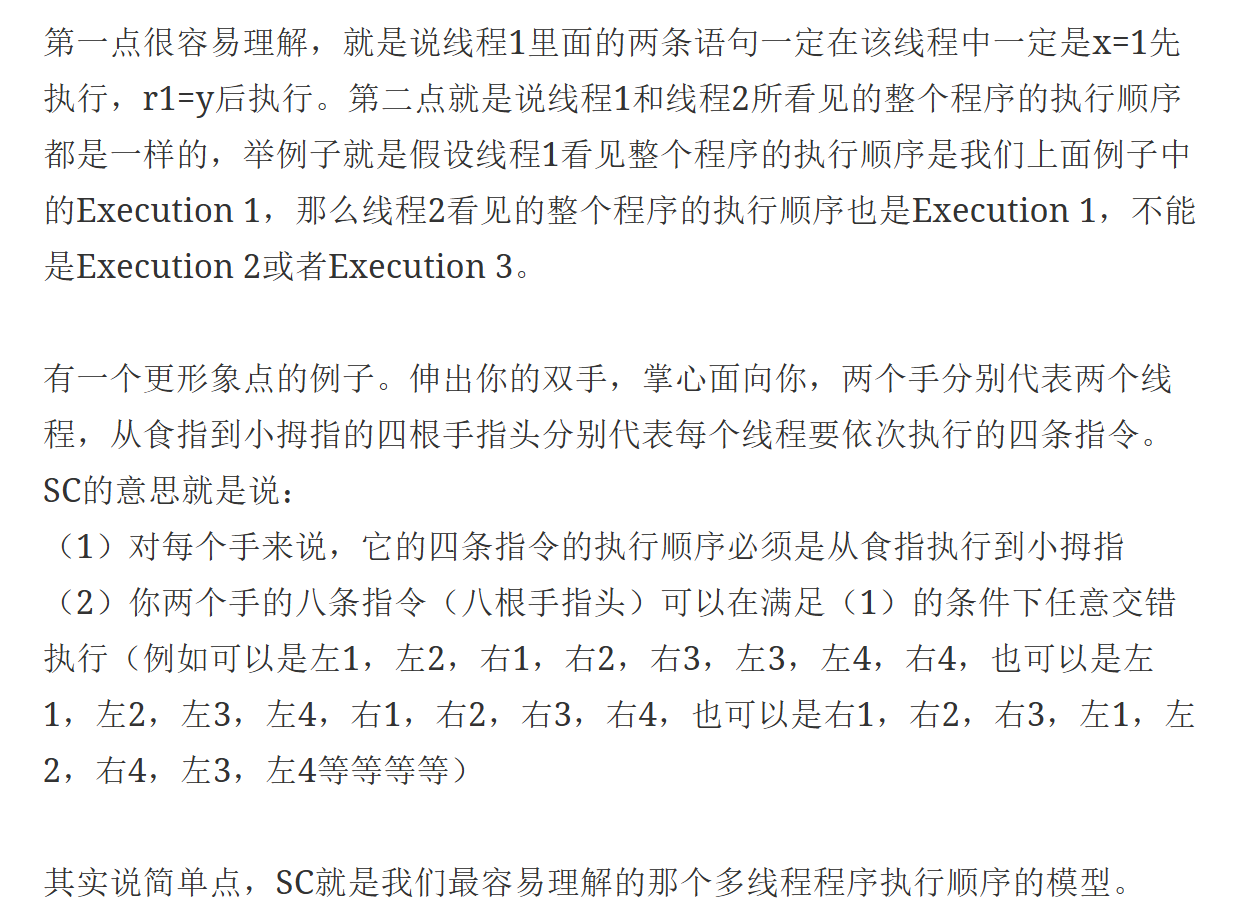 第一点很容易理解，就是说线程1里面的两条语句一定在该线程中一定是x=1先
执行，r1=y后执行。第二点就是说线程1和线程2所看见的整个程序的执行顺序
都是一样的，举例子就是假设线程1看见整个程序的执行顺序是我们上面例子中
的Execution 1，那么线程2看见的整个程序的执行顺序也是Execution 1，不能
是Execution 2或者Execution 3。
有一个更形象点的例子。伸出你的双手，掌心面向你，两个手分别代表两个线
程，从食指到小拇指的四根手指头分别代表每个线程要依次执行的四条指令。
SC的意思就是说：
（1）对每个手来说，它的四条指令的执行顺序必须是从食指执行到小拇指
（2）你两个手的八条指令（八根手指头）可以在满足（1）的条件下任意交错
执行（例如可以是左1，左2，右1，右2，右3，左3，左4，右4，也可以是左
1，左2，左3，左4，右1，右2，右3，右4，也可以是右1，右2，右3，左1，左
2，右4，左3，左4等等等等）
其实说简单点，SC就是我们最容易理解的那个多线程程序执行顺序的模型。